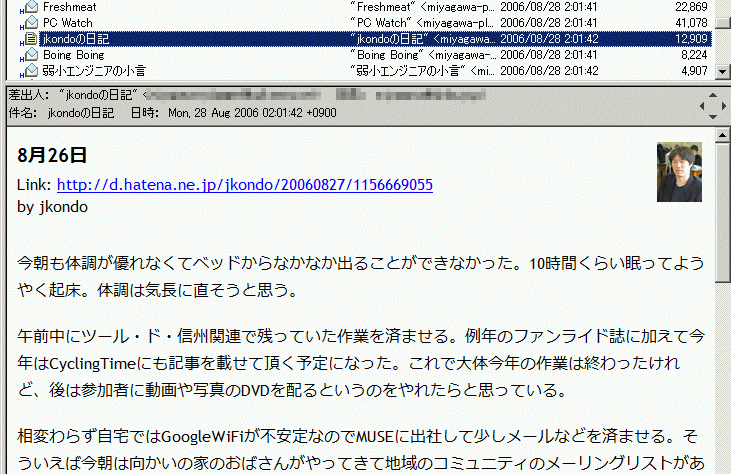 Freshmeat "Freshmeat" <miyagawa-p... 2006/08/28 2:01:41 22,869
PC Watch "PC Watch" <miyagawa-pl... 2006/08/28 2:01:41 41,078
jkondoの日記 "jkondoの日記" <miyagawa... 2006/08/28 2:01:42 12,909
Boing Boing "Boing Boing" <miyagawa-... 2006/08/28 2:01:41 8,224
弱小エンジニアの小言 "弱小エンジニアの小言" <mi... 2006/08/28 2:01:42 4,907
差出人: "jkondoの日記" <
件名: jkondoの日記 日時: Mon, 28 Aug 2006 02:01:42 +0900
8月26日
Link: http://d.hatena.ne.jp/jkondo/20060827/1156669055
by jkondo
今朝も体調が優れなくてベッドからなかなか出ることができなかった。10時間くらい眠ってよう
やく起床。体調は気長に直そうと思う。
午前中にツール・ド・信州関連で残っていた作業を済ませる。例年のファンライド誌に加えて今
年はCyclingTimeにも記事を載せて頂く予定になった。これで大体今年の作業は終わったけれ
ど、後は参加者に動画や写真のDVDを配るというのをやれたらと思っている。
相変わらず自宅ではGoogleWiFiが不安定なのでMUSEに出社して少しメールなどを済ませる。そ
ういえば今朝は向かいの家のおばさんがやってきて地域のコミュニティのメーリングリストがあ